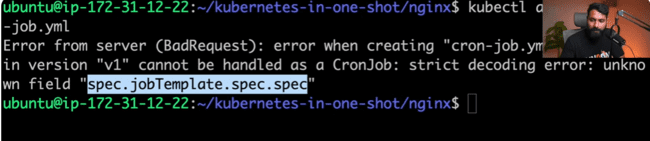 ubuntu@ip-172-31-12-22:~/kubernetes-in-one-shot/nginx$ kubectl a
-job.yml
Error from server (BadRequest): error when creating "cron-job.ym
in version "v1" cannot be handled as a CronJob: strict decoding error: unkno
wn field "spec.jobTemplate.spec.spec"
ubuntu@ip-172-31-12-22:~/kubernetes-in-one-shot/nginx$